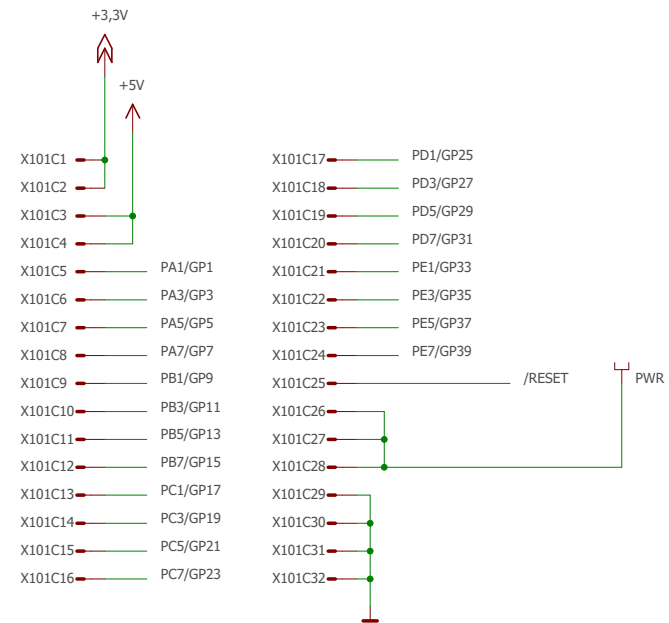 +3,3V
+5V
X101C1
X101C2
X101C3
X101C4
X101C5 PA1/GP1
X101C6 PA3/GP3
X101C7 PA5/GP5
X101C8 PA7/GP7
X101C9 PB1/GP9
X101C10 PB3/GP11
X101C11 PB5/GP13
X101C12 PB7/GP15
X101C13 PC1/GP17
X101C14 PC3/GP19
X101C15 PC5/GP21
X101C16 PC7/GP23
X101C17 PD1/GP25
X101C18 PD3/GP27
X101C19 PD5/GP29
X101C20 PD7/GP31
X101C21 PE1/GP33
X101C22 PE3/GP35
X101C23 PE5/GP37
X101C24 PE7/GP39
X101C25 /RESET PWR
X101C26
X101C27
X101C28
X101C29
X101C30
X101C31
X101C32